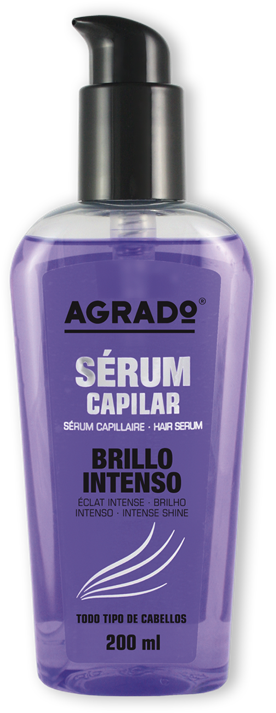 AGRADO®
SÉRUM
CAPILAR
SÉRUM CAPILLAIRE · HAIR SERUM
BRILLO
INTENSO
ÉCLAT INTENSE · BRILHO
INTENSO · INTENSE SHINE
TODO TIPO DE CABELLOS
200 ml